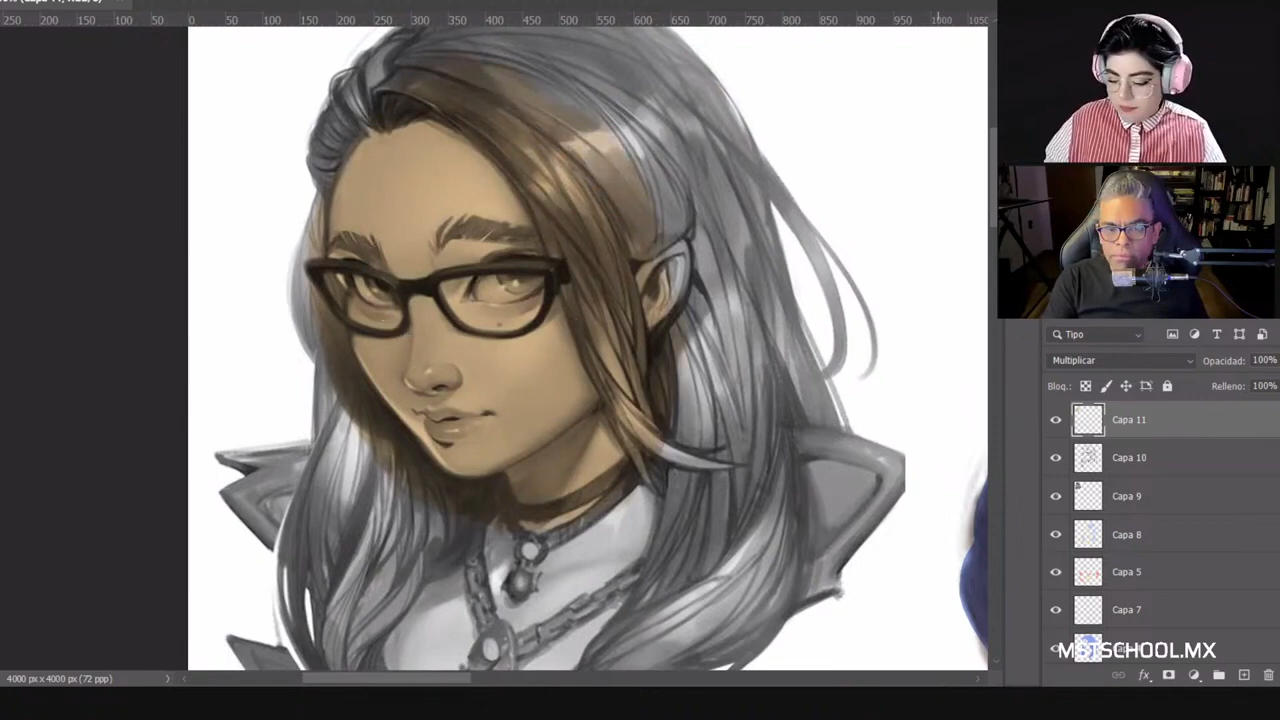 250 200 150 100 50 0 50 100 150 200 250 300 350 400 450 500 550 600 650 700 750 800 850 900 950 1000 1050
Tipo
Multiplicar Opacidad: 100%
Bloq.: Relleno: 100%
Capa 11
Capa 10
Capa 9
Capa 8
Capa 5
Capa 7
MSTSCHOOL.MX
4000 px x 4000 px (72 ppp)
fx